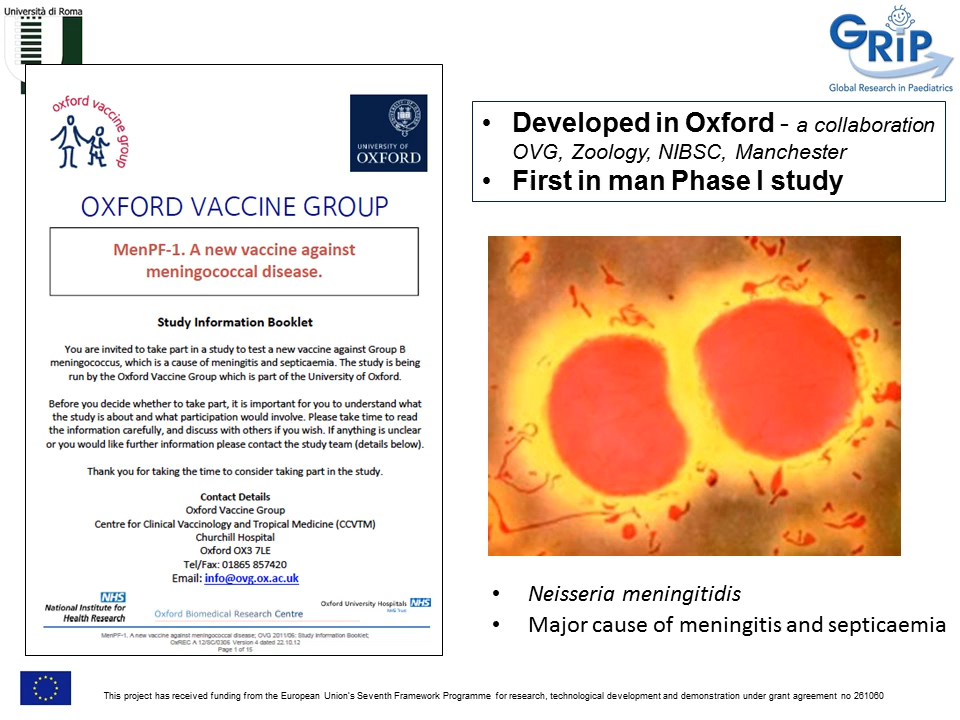 Università di Roma
GRiP
Global Research in Paediatrics
oxford vaccine group
UNIVERSITY OF
OXFORD
OXFORD VACCINE GROUP
MenPF-1. A new vaccine against
meningococcal disease.
Study Information Booklet
You are invited to take part in a study to test a new vaccine against Group B
meningococcus, which is a cause of meningitis and septicaemia. The study is being
run by the Oxford Vaccine Group which is part of the University of Oxford.
Before you decide whether to take part, it is important for you to understand what
the study is about and what participation would involve. Please take time to read
the information carefully, and discuss with others if you wish. If anything is unclear
or you would like further information please contact the study team (details below).
Thank you for taking the time to consider taking part in the study.
Contact Details
Oxford Vaccine Group
Centre for Clinical Vaccinology and Tropical Medicine (CCVTM)
Churchill Hospital
Oxford OX3 7LE
Tel/Fax: 01865 857420
Email: info@ovg.ox.ac.uk
NHS
National Institute for
Health Research
Oxford Biomedical Research Centre
Oxford University Hospitals NHS
NHS Trust
MenPF-1. A new vaccine against meningococcal disease; OVG 2011/06; Study Information Booklet;
OxREC A 12/SC/0306 Version 4 dated 22.10.12
Page 1 of 15
• Developed in Oxford - a collaboration
OVG, Zoology, NIBSC, Manchester
• First in man Phase I study
• Neisseria meningitidis
• Major cause of meningitis and septicaemia
This project has received funding from the European Union's Seventh Framework Programme for research, technological development and demonstration under grant agreement no 261060